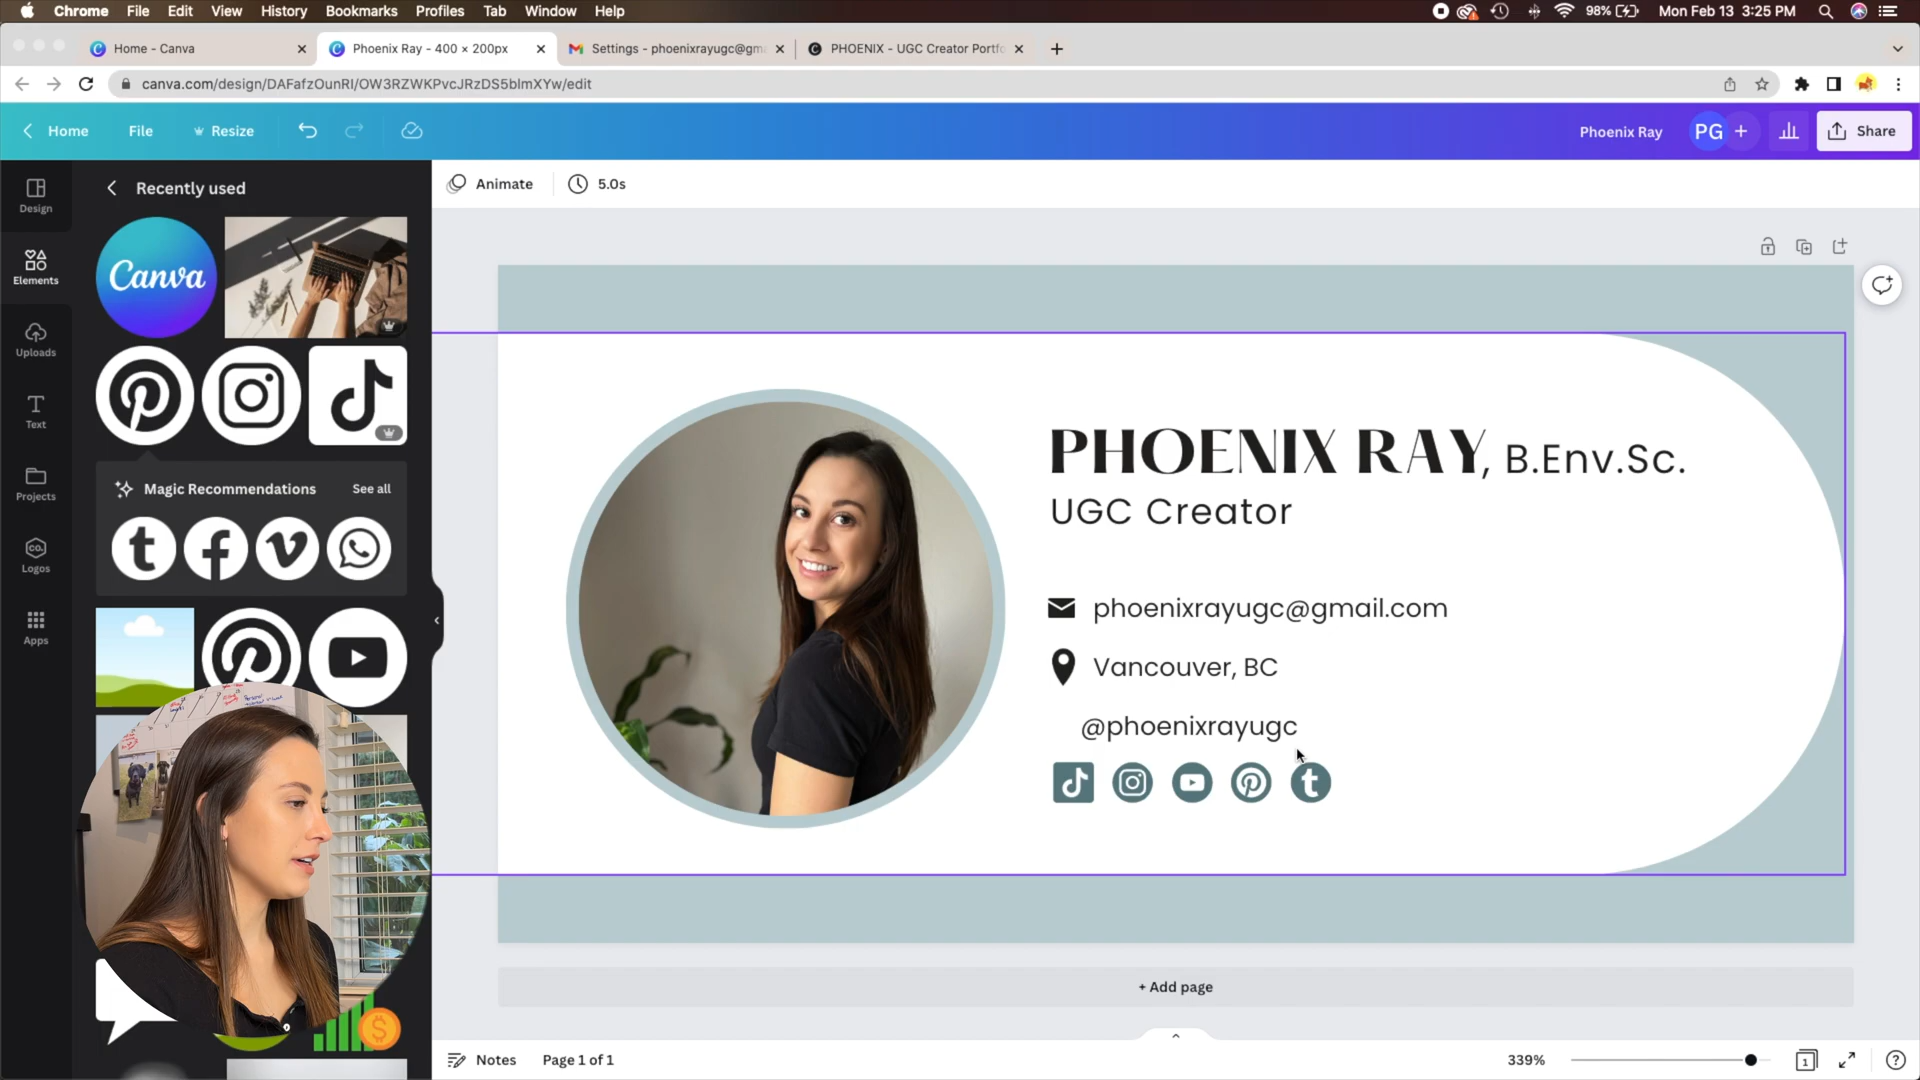 Chrome File Edit View History Bookmarks Profiles Tab Window Help 98% Mon Feb 13 3:25 PM
Home - Canva
Phoenix Ray - 400 × 200px
Settings - phoenixrayugc@gm
PHOENIX - UGC Creator Portfo
canva.com/design/DAFafzOunRI/OW3RZWKPvcJRzDS5blmXYw/edit
Home File Resize Phoenix Ray PG + Share
Design
Elements
Uploads
Text
Projects
CO.
Logos
Apps
Recently used
Canva
Magic Recommendations See all
Animate 5.0s
PHOENIX RAY, B.Env.Sc.
UGC Creator
phoenixrayugc@gmail.com
Vancouver, BC
@phoenixrayugc
+ Add page
Notes Page 1 of 1 339% 1 ?